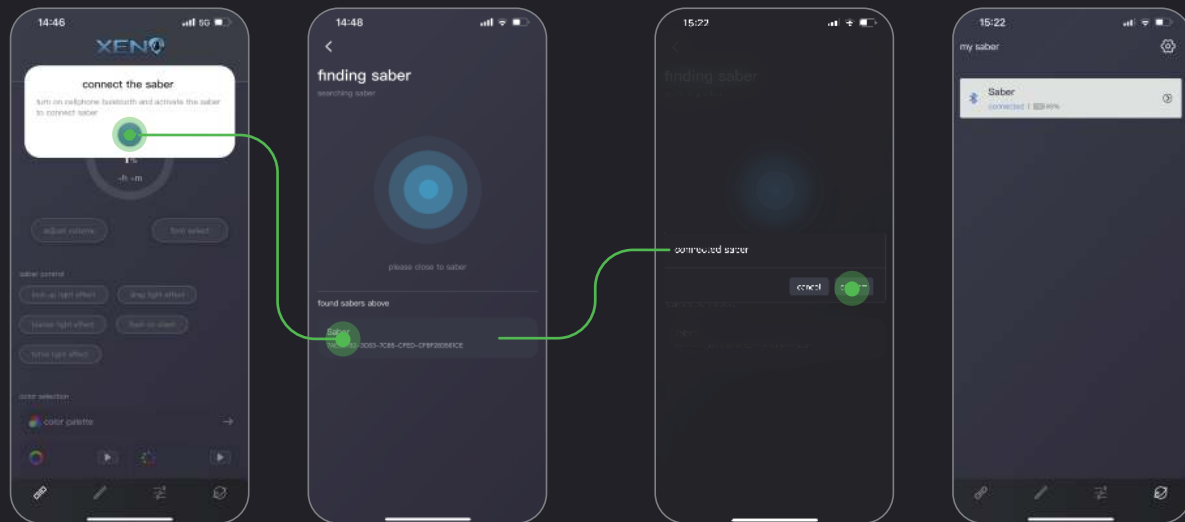 14:46
5G
XENO
connect the saber
turn on cellphone bluetooth and activate the saber
to connect saber
%
-h -m
adjust volume
font select
saber control
lock-up light effect
drag light effect
blaster light effect
flash on clash
force light effect
color selection
color palette
14:48
finding saber
searching saber
please close to saber
found sabers above
Saber
15:22
finding saber
connected saber
cancel
15:22
my saber
Saber
connected